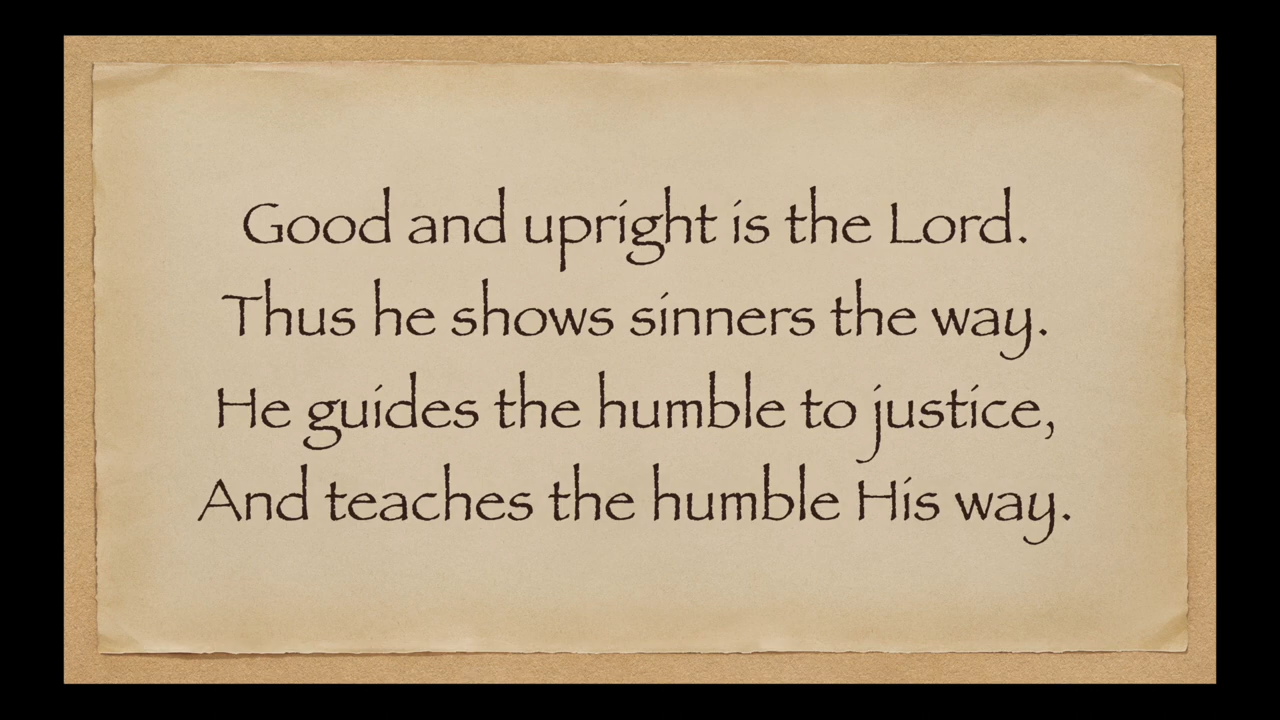 Good and upright is the Lord.
Thus he shows sinners the way.
He guides the humble to justice,
And teaches the humble His way.